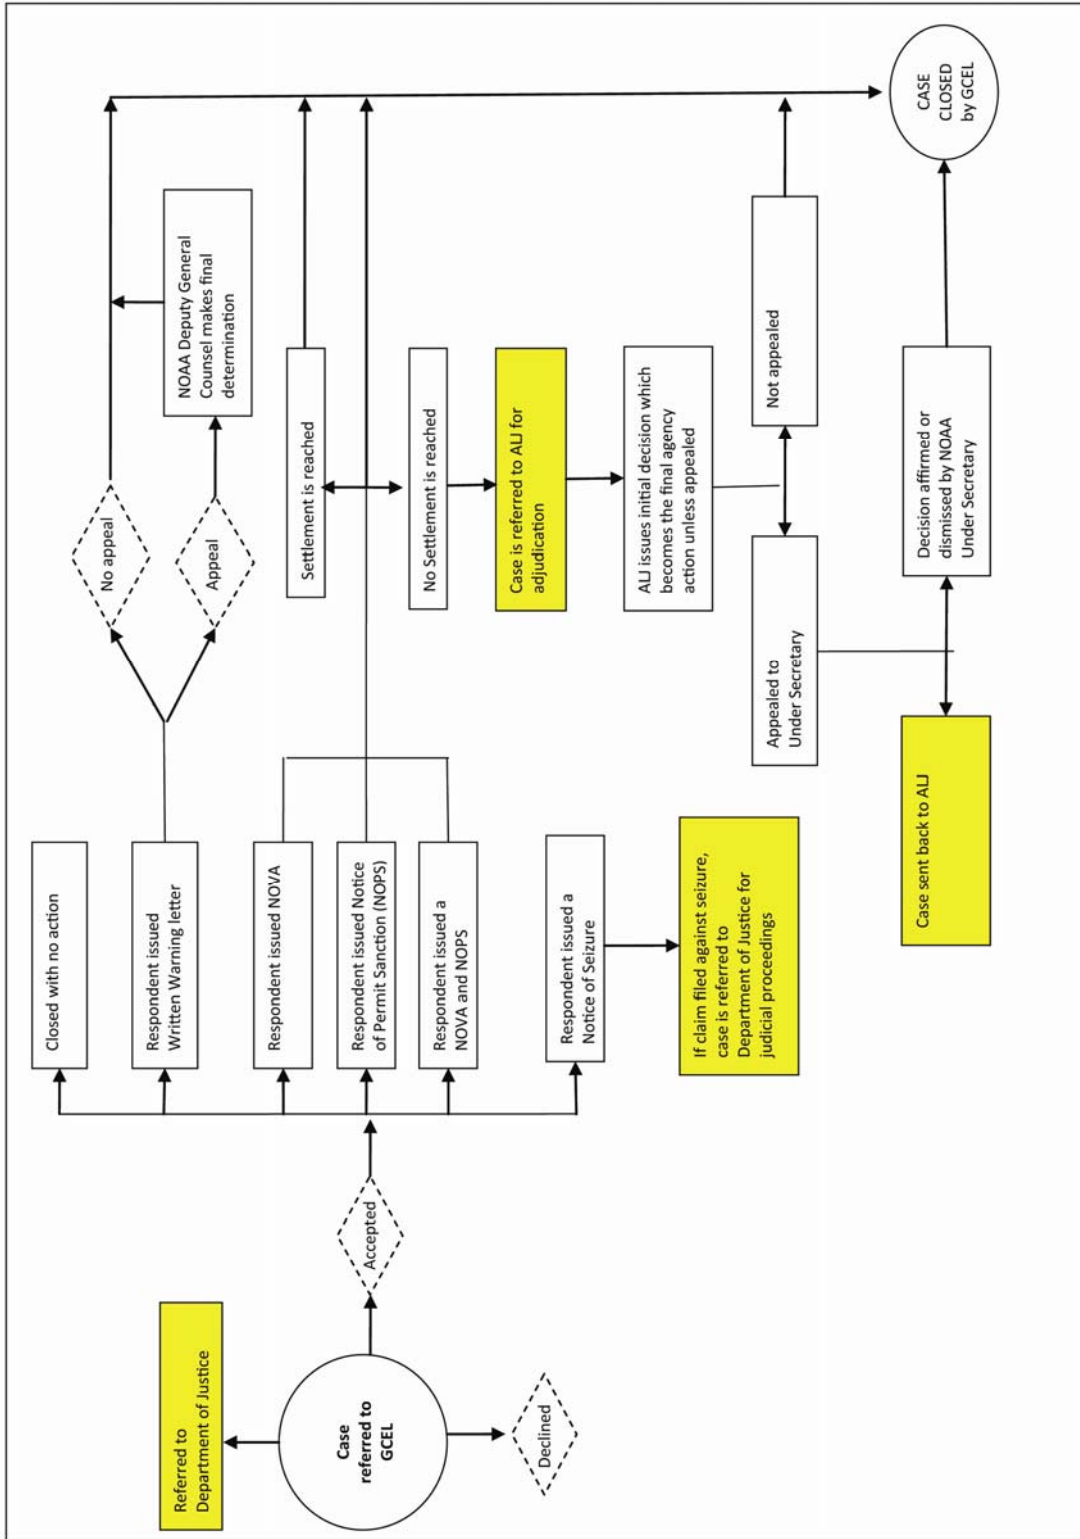 Referred to
Department of Justice
Case
referred to
GCEL
Declined
Accepted
Closed with no action
Respondent issued
Written Warning letter
Respondent issued NOVA
Respondent issued Notice
of Permit Sanction (NOPS)
Respondent issued a
NOVA and NOPS
Respondent issued a
Notice of Seizure
If claim filed against seizure,
case is referred to
Department of Justice for
judicial proceedings
No appeal
Appeal
NOAA Deputy General
Counsel makes final
determination
Settlement is reached
No Settlement is reached
Case is referred to ALJ for
adjudication
ALJ issues initial decision which
becomes the final agency
action unless appealed
Appealed to
Under Secretary
Not appealed
Case sent back to ALJ
Decision affirmed or
dismissed by NOAA
Under Secretary
CASE
CLOSED
by GCEL